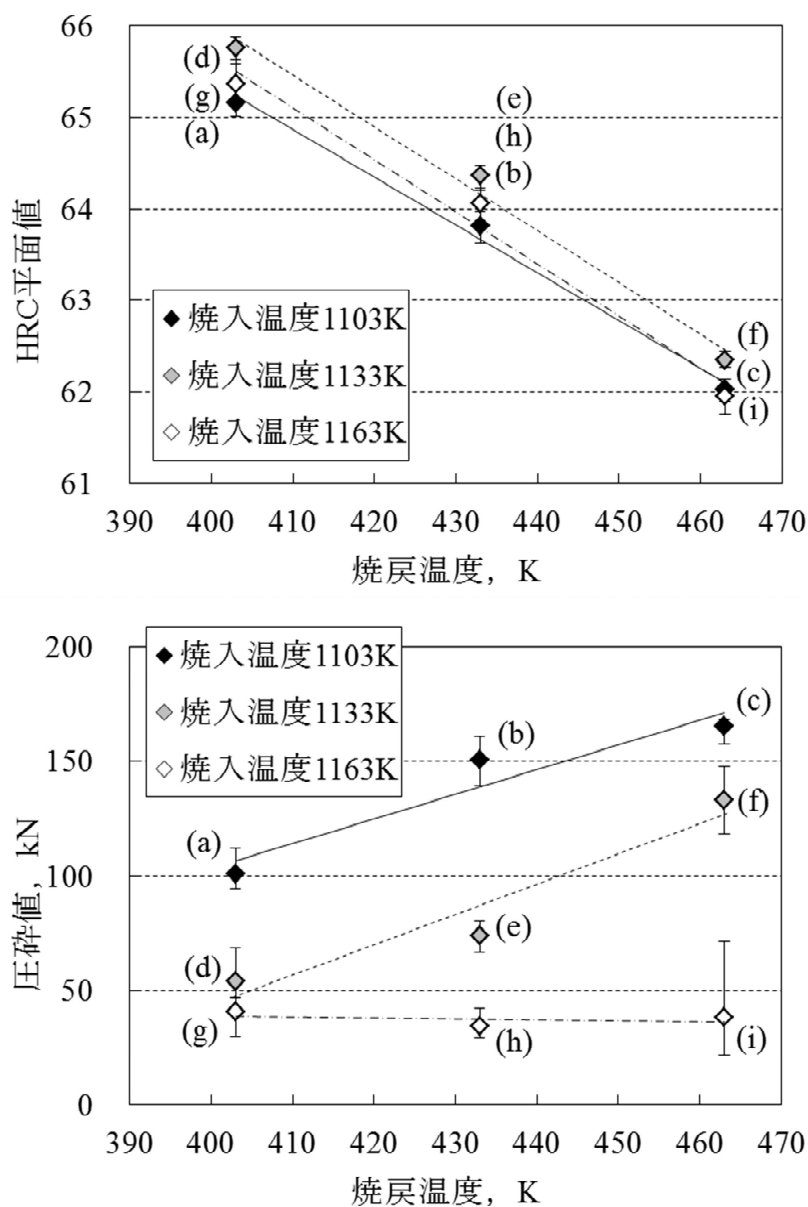 66
65
64
63
62
61
HRC平面値
(d)
(g)
(a)
(e)
(h)
(b)
(f)
(c)
(i)
焼入温度1103K
焼入温度1133K
焼入温度1163K
390 400 410 420 430 440 450 460 470
焼戻温度, K
200
150
100
50
0
圧砕値, kN
焼入温度1103K
焼入温度1133K
焼入温度1163K
(a)
(b)
(c)
(d)
(e)
(f)
(g)
(h)
(i)
390 400 410 420 430 440 450 460 470
焼戻温度, K